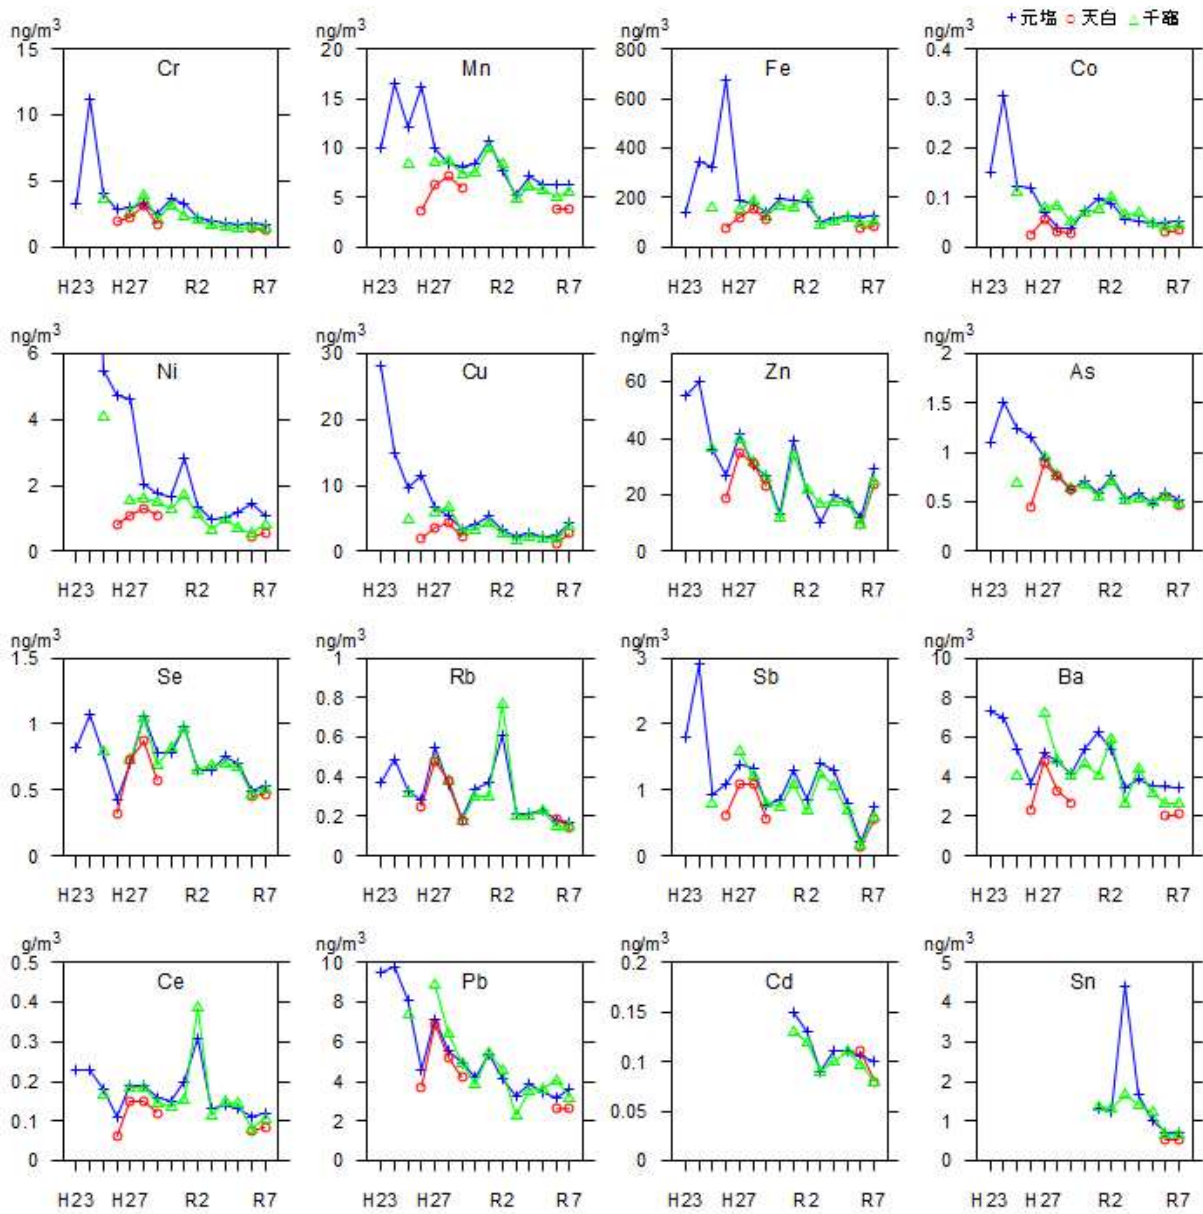 +元塩 ○天白 △千竈
ng/m3 ng/m3 ng/m3 ng/m3
Cr Mn Fe Co
15 20 800 0.4
15 0.3
10 600
10 400 0.2
5 5 200 0.1
0 0 0 0
H23 H27 R2 R7 H23 H27 R2 R7 H23 H27 R2 R7 H23 H27 R2 R7
ng/m3 ng/m3 ng/m3
Ni Cu Zn As
6 30 2
60
4 20 1.5
40 1
2 10 20 0.5
0 0 0 0
H23 H27 R2 R7 H23 H27 R2 R7 H23 H27 R2 R7 H23 H27 R2 R7
ng/m3 ng/m3 ng/m3 ng/m3
Se Rb Sb Ba
1.5 1 3 10
0.8 8
1 0.6 2 6
0.5 0.4 1 4
0.2 2
0 0 0 0
H23 H27 R2 R7 H23 H27 R2 R7 H23 H27 R2 R7 H23 H27 R2 R7
g/m3 ng/m3 ng/m3 ng/m3
Ce Pb Cd Sn
0.5 10 0.2 5
0.4 8 4
0.3 6 0.15 3
0.2 4 0.1 2
0.1 2 0.05 1
0 0 0 0
H23 H27 R2 R7 H23 H27 R2 R7 H23 H27 R2 R7 H23 H27 R2 R7